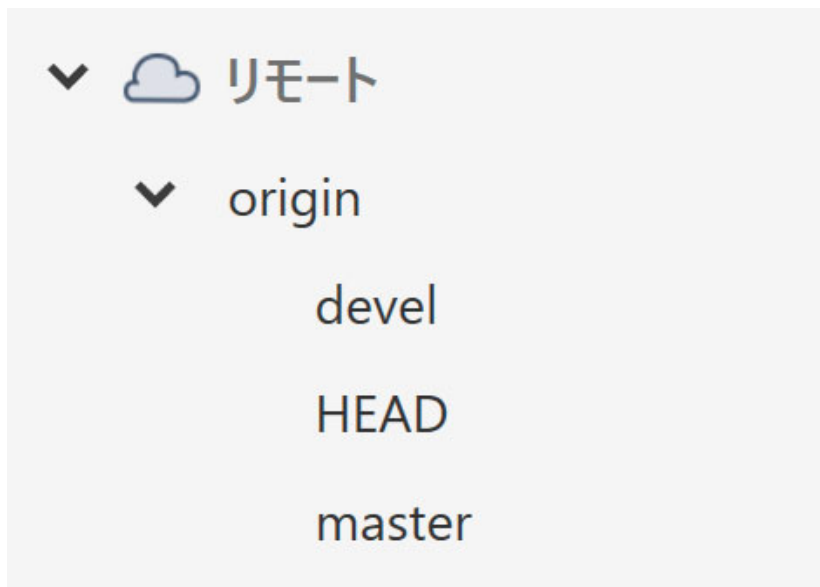 リモート
origin
devel
HEAD
master